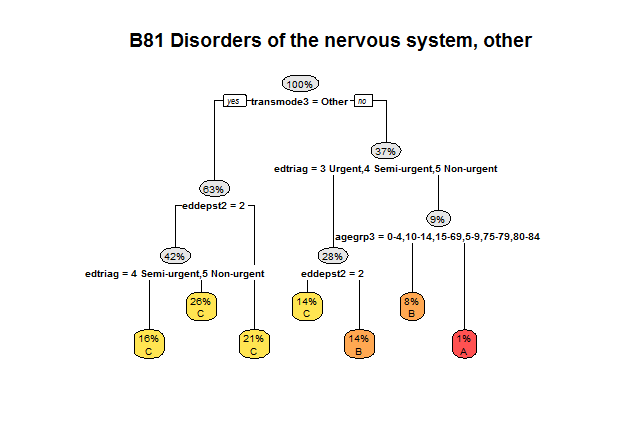 B81 Disorders of the nervous system, other
100%
yes transmode3 = Other no
37%
edtriag = 3 Urgent,4 Semi-urgent,5 Non-urgent
63%
eddepst2 = 2
9%
agegrp3 = 0-4,10-14,15-69,5-9,75-79,80-84
42%
28%
edtriag = 4 Semi-urgent,5 Non-urgent
eddepst2 = 2
26%
C
14%
C
8%
B
16%
C
21%
C
14%
B
1%
A